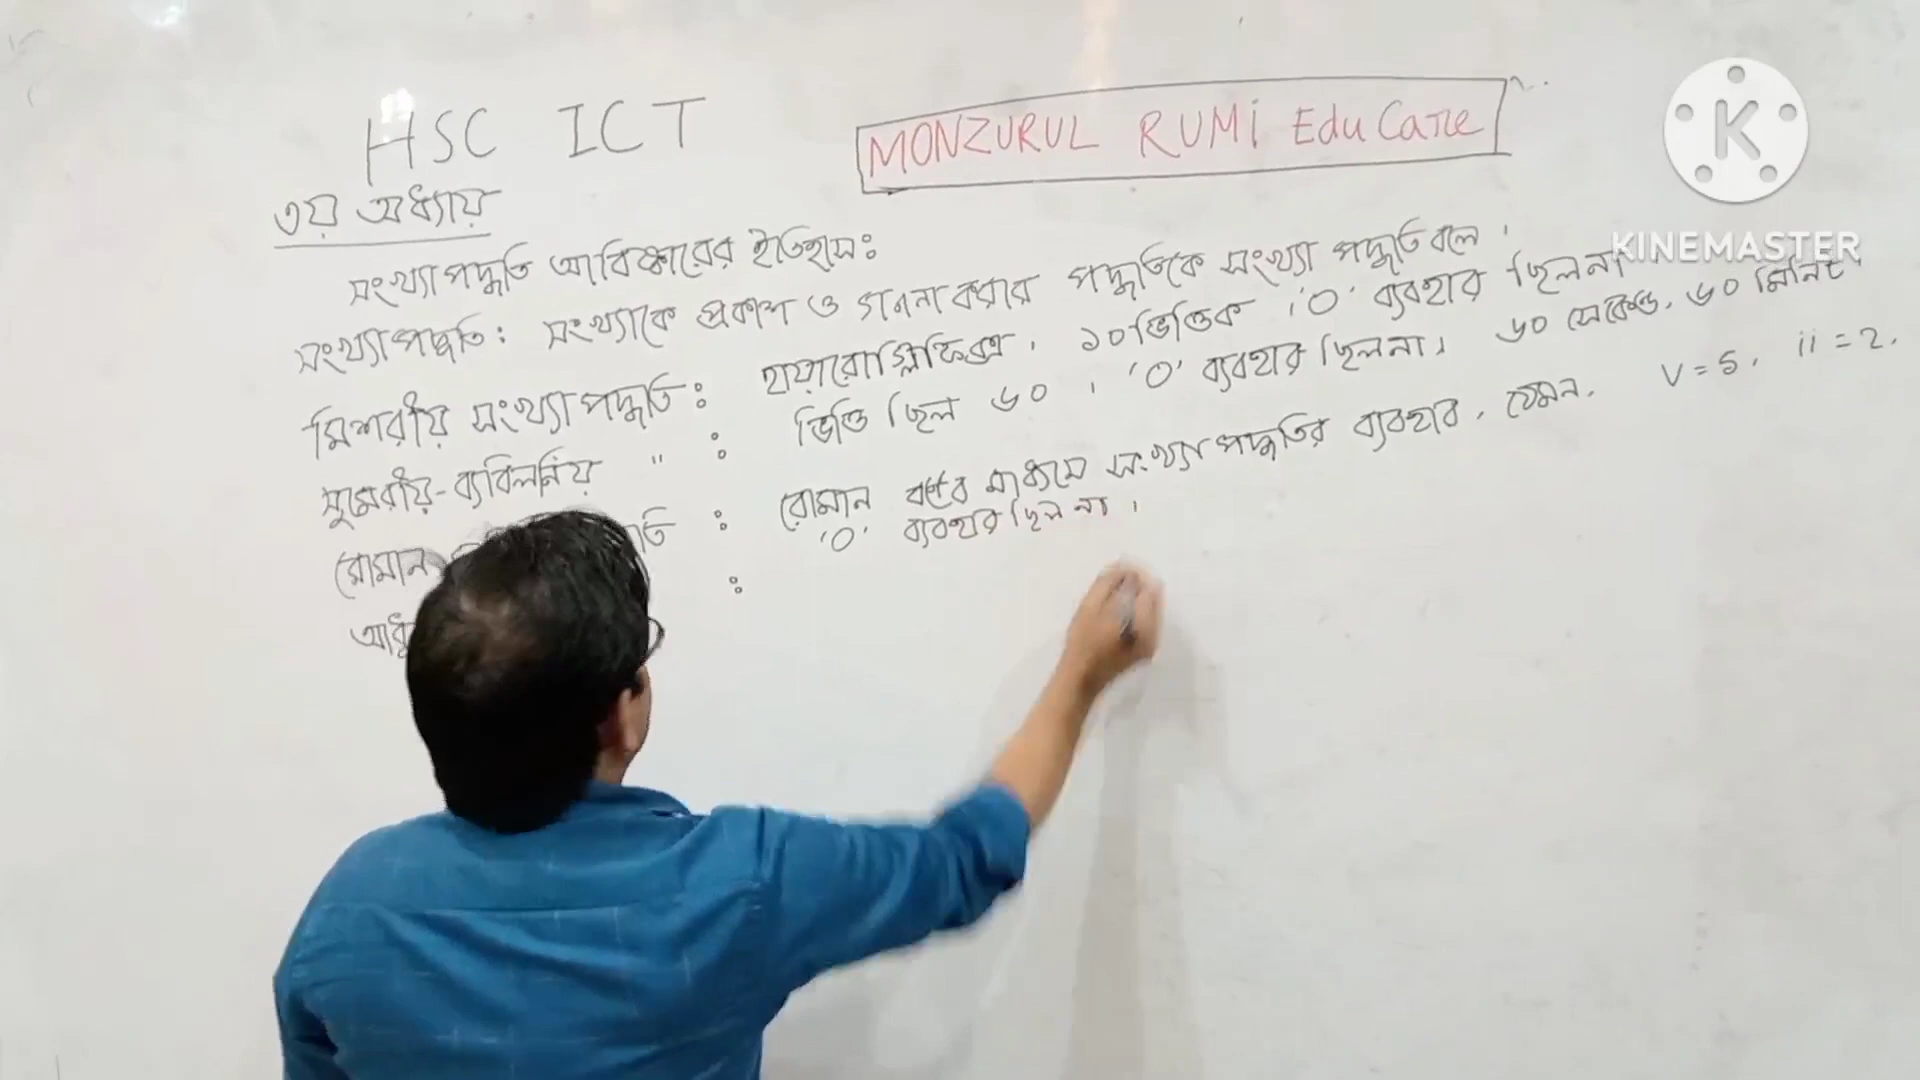 HSC ICT
MONZURUL RUMi EduCare
KINEMASTER
৩য় অধ্যায়
সংখ্যা পদ্ধতি আবিষ্কারের ইতিহাসঃ
সংখ্যা পদ্ধতি: সংখ্যাকে প্রকাশ ও গণনা করার পদ্ধতিকে সংখ্যা পদ্ধতি বলে।
মিশরীয় সংখ্যা পদ্ধতি: হায়ারোগ্লিফিক্স। ১০ভিত্তিক। '0' ব্যবহার ছিলনা
সুমেরীয়-ব্যাবিলনিয় " : ভিত্তি ছিল ৬০। '0' ব্যবহার ছিলনা। ৬০ সেকেন্ড, ৬০ মিনিট,
রোমান : রোমান বর্ণের মাধ্যমে সংখ্যা পদ্ধতির ব্যবহার, যেমন, V = 5, ii = 2,
'0' ব্যবহার ছিলনা।
: